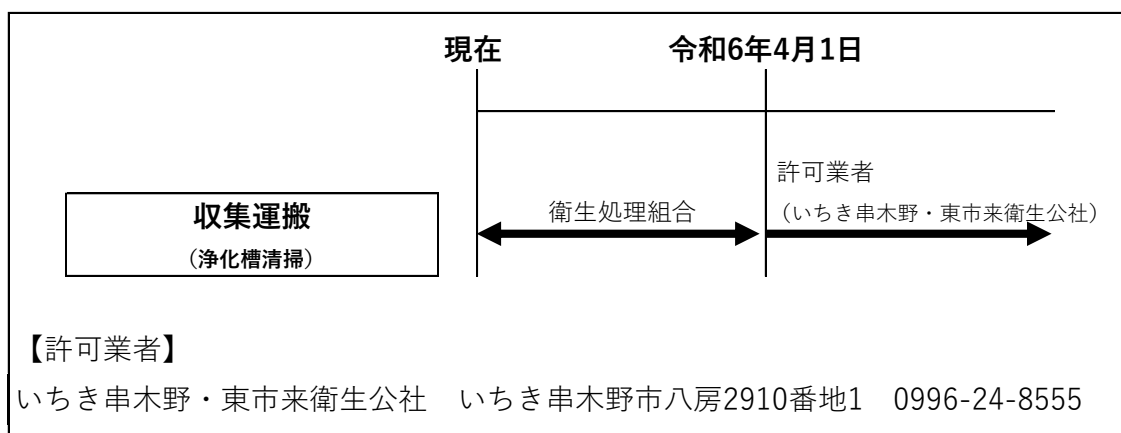 現在
令和6年4月1日
許可業者
衛生処理組合
（いちき串木野・東市来衛生公社）
収集運搬
（浄化槽清掃）
【許可業者】
いちき串木野・東市来衛生公社　いちき串木野市八房2910番地1　0996-24-8555